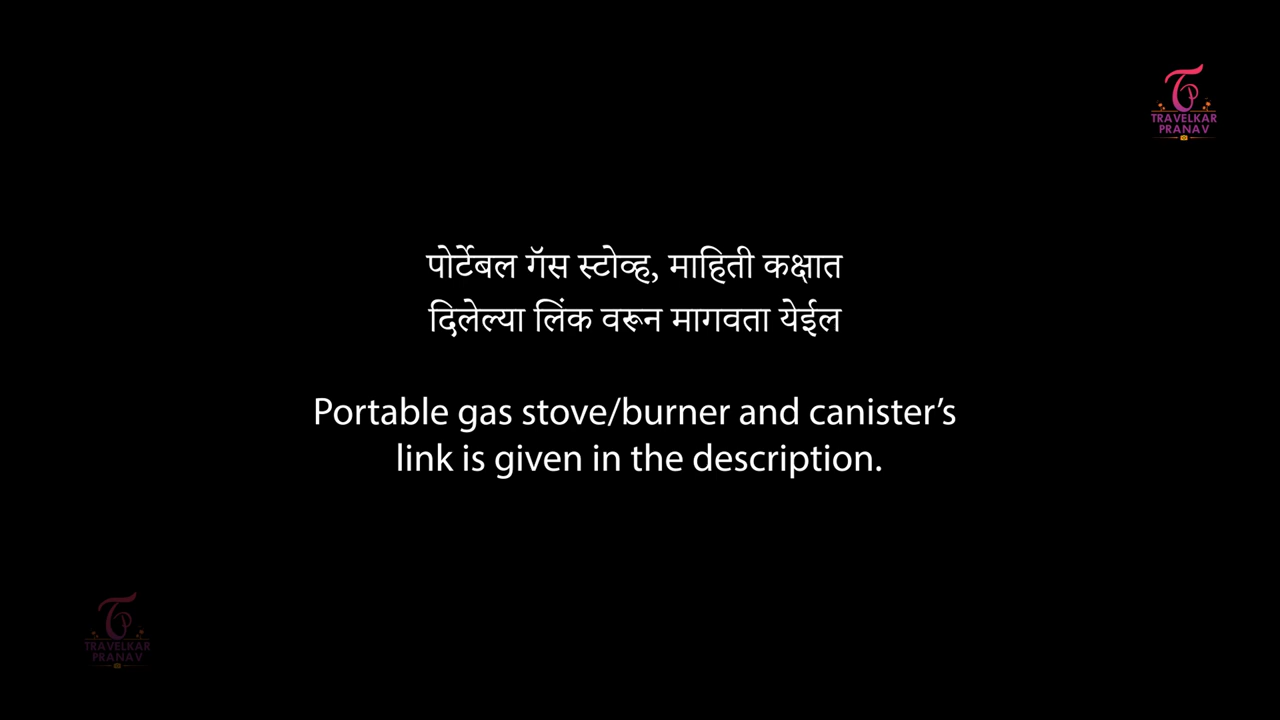 TRAVELKAR
PRANAV
पोर्टेबल गॅस स्टोव्ह, माहिती कक्षात
दिलेल्या लिंक वरून मागवता येईल
Portable gas stove/burner and canister’s
link is given in the description.
TRAVELKAR
PRANAV